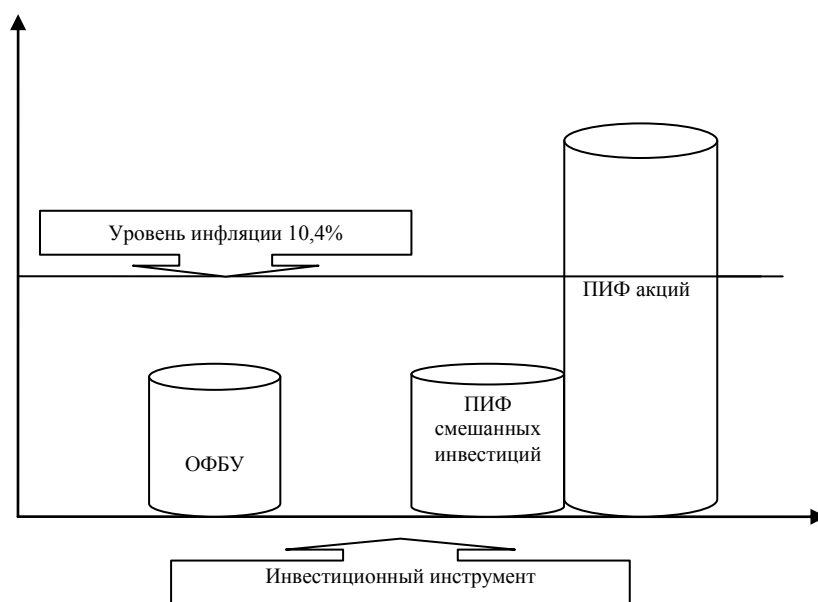 Уровень инфляции 10,4%
ПИФ акций
ПИФ
смешанных
инвестиций
ОФБУ
Инвестиционный инструмент